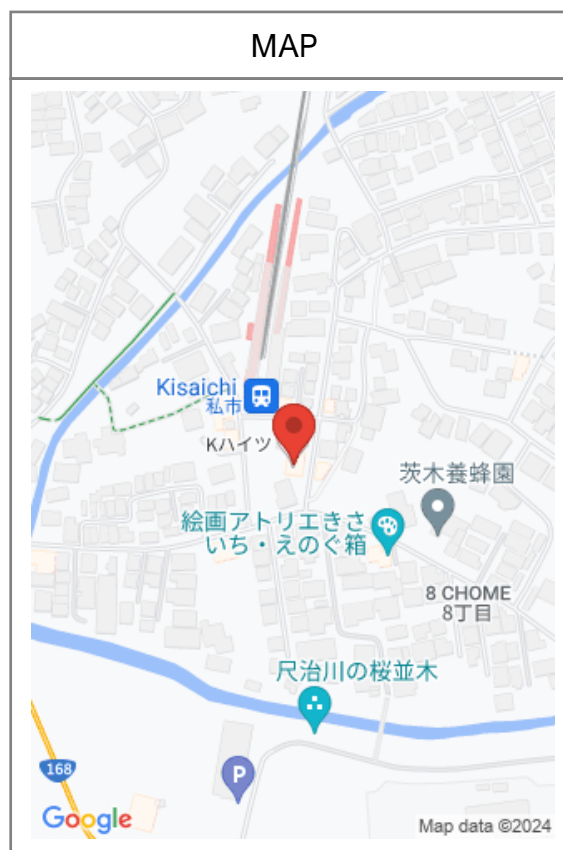 MAP
Kisaichi
私市
Kハイツ
茨木養蜂園
絵画アトリエきさ
いち・えのぐ箱
8 CHOME
8丁目
尺治川の桜並木
168
P
Google
Map data ©2024